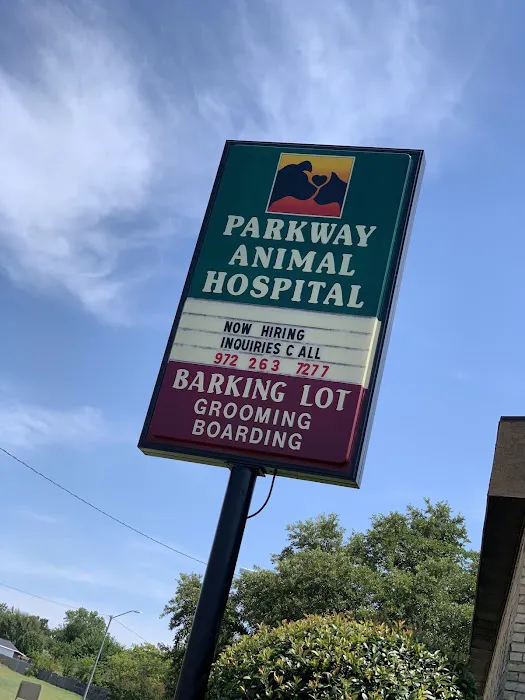 PARKWAY
ANIMAL
HOSPITAL
NOW HIRING
INQUIRIES C ALL
972 263 7277
BARKING LOT
GROOMING
BOARDING